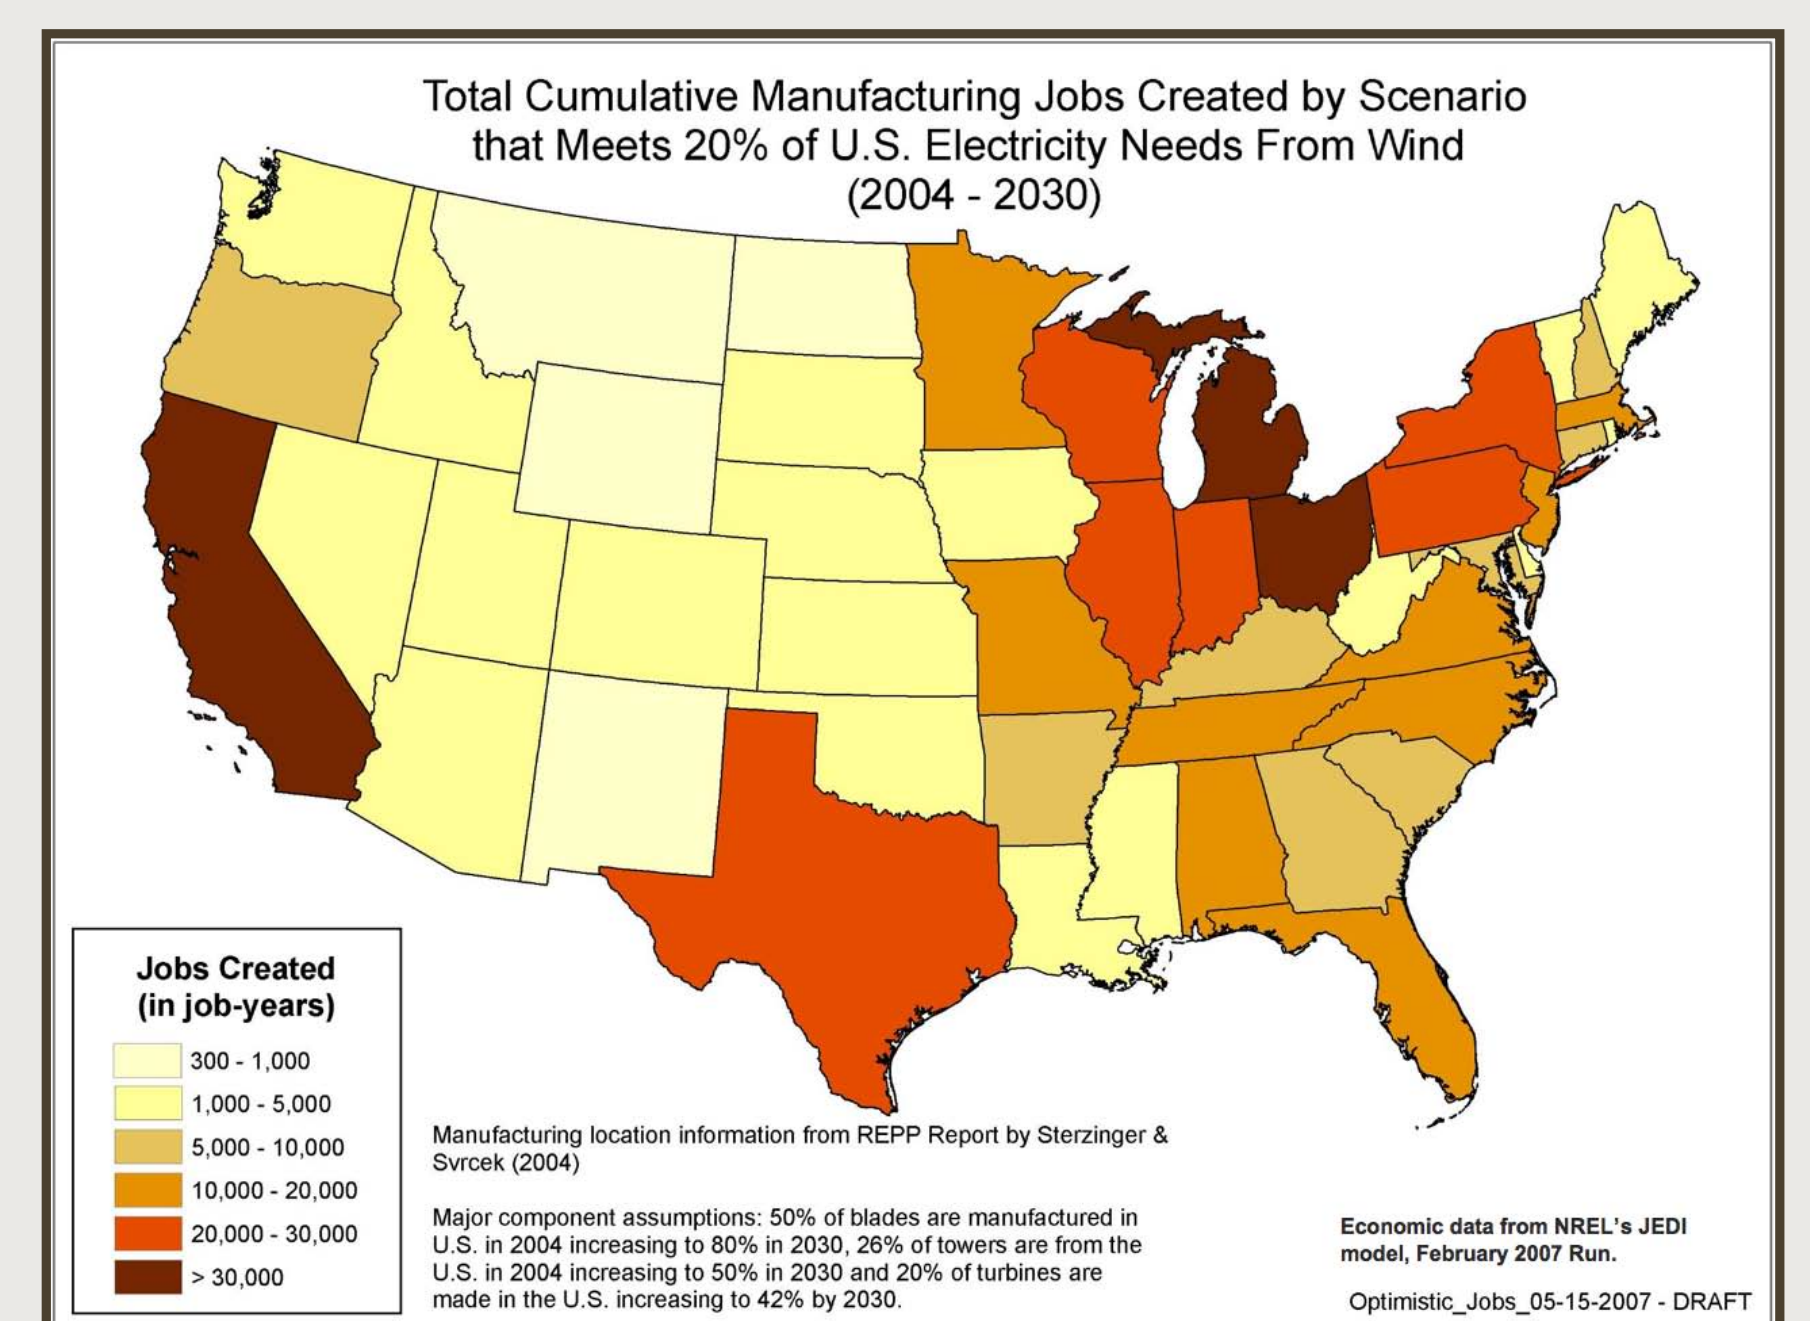 Total Cumulative Manufacturing Jobs Created by Scenario
that Meets 20% of U.S. Electricity Needs From Wind
(2004 - 2030)
Jobs Created
(in job-years)
300 - 1,000
1,000 - 5,000
5,000 - 10,000
10,000 - 20,000
20,000 - 30,000
> 30,000
Manufacturing location information from REPP Report by Sterzinger &
Svrcek (2004)
Major component assumptions: 50% of blades are manufactured in
U.S. in 2004 increasing to 80% in 2030, 26% of towers are from the
U.S. in 2004 increasing to 50% in 2030 and 20% of turbines are
made in the U.S. increasing to 42% by 2030.
Economic data from NREL's JEDI
model, February 2007 Run.
Optimistic_Jobs_05-15-2007 - DRAFT